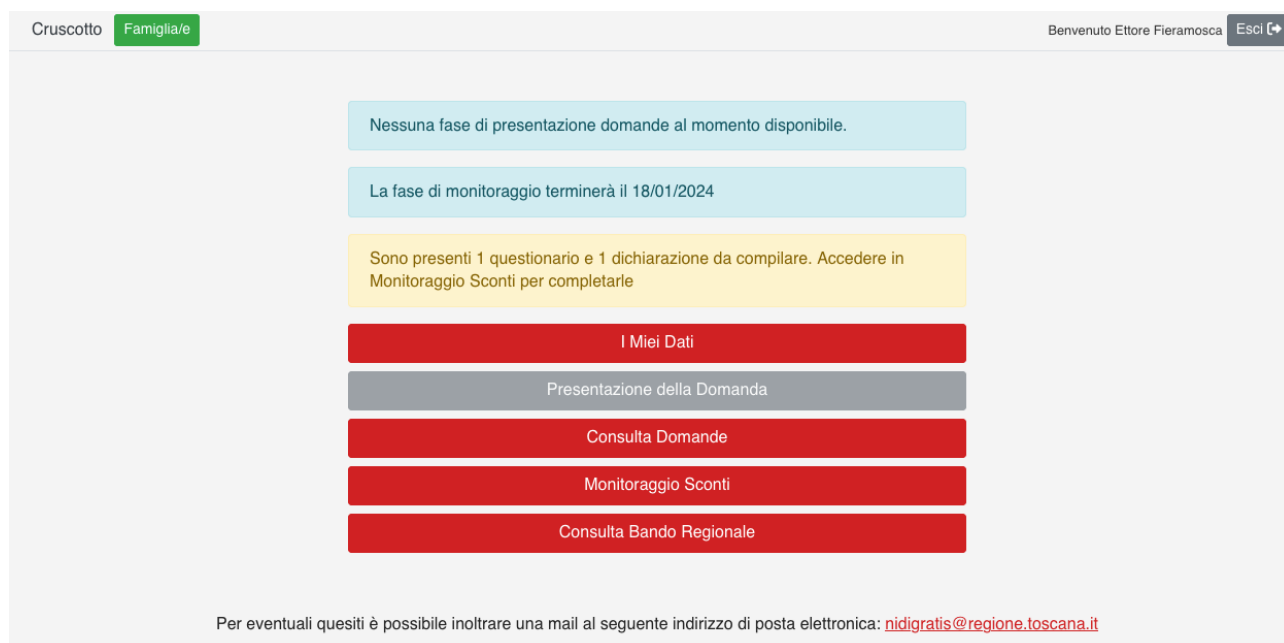 Cruscotto Famiglia/e Benvenuto Ettore Fieramosca Esci
Nessuna fase di presentazione domande al momento disponibile.
La fase di monitoraggio terminerà il 18/01/2024
Sono presenti 1 questionario e 1 dichiarazione da compilare. Accedere in
Monitoraggio Sconti per completarle
I Miei Dati
Presentazione della Domanda
Consulta Domande
Monitoraggio Sconti
Consulta Bando Regionale
Per eventuali quesiti è possibile inoltrare una mail al seguente indirizzo di posta elettronica: nidigratis@regione.toscana.it